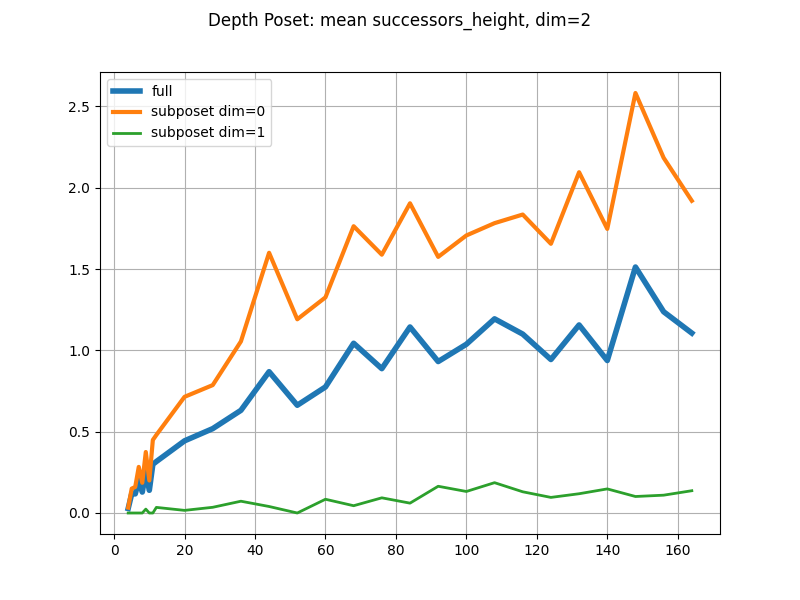 Depth Poset: mean successors_height, dim=2
full
subposet dim=0
subposet dim=1
2.5
2.0
1.5
1.0
0.5
0.0
0 20 40 60 80 100 120 140 160